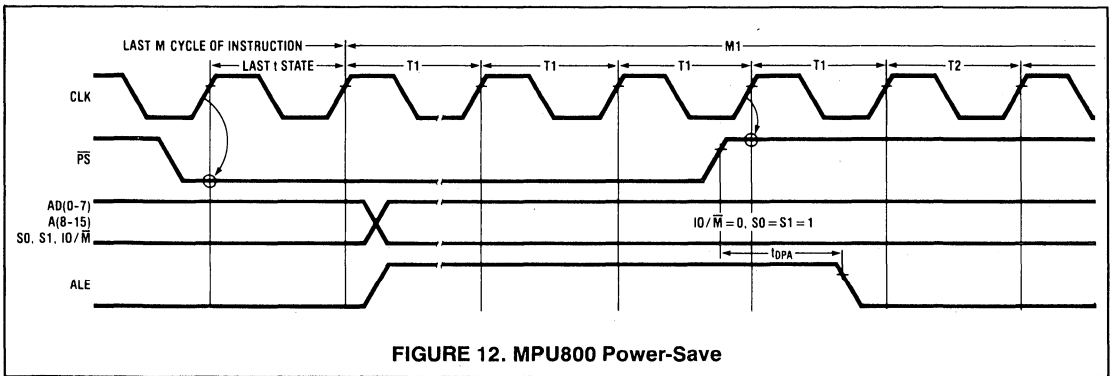 LAST M CYCLE OF INSTRUCTION
M1
LAST t STATE
T1
T1
T1
T1
T2
CLK
P̅S̅
AD(0-7)
A(8-15)
S0, S1, IO/M̅
IO/M̅ = 0, S0 = S1 = 1
tDPA
ALE
FIGURE 12. MPU800 Power-Save